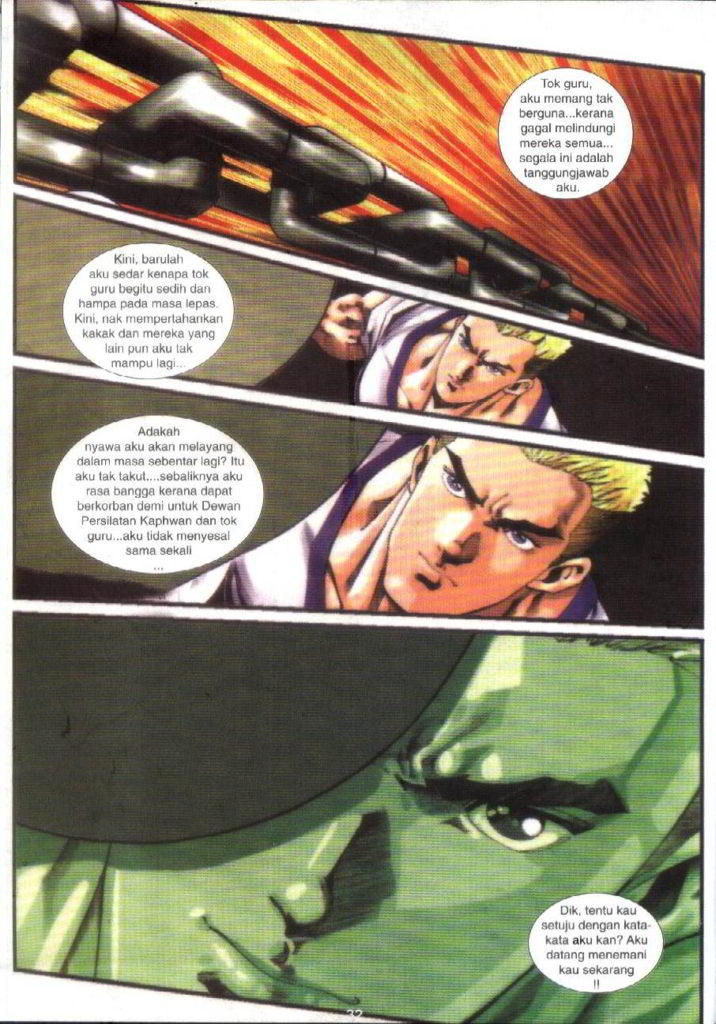 Tok guru,
aku memang tak
berguna...kerana
gagal melindungi
mereka semua...
segala ini adalah
tanggungjawab
aku.
Kini, barulah
aku sedar kenapa tok
guru begitu sedih dan
hampa pada masa lepas.
Kini, nak mempertahankan
kakak dan mereka yang
lain pun aku tak
mampu lagi...
Adakah
nyawa aku akan melayang
dalam masa sebentar lagi? Itu
aku tak takut....sebaliknya aku
rasa bangga kerana dapat
berkorban demi untuk Dewan
Persilatan Kaphwan dan tok
guru...aku tidak menyesal
sama sekali
...
Dik, tentu kau
setuju dengan kata-
kata aku kan? Aku
datang menemani
kau sekarang
!!
32